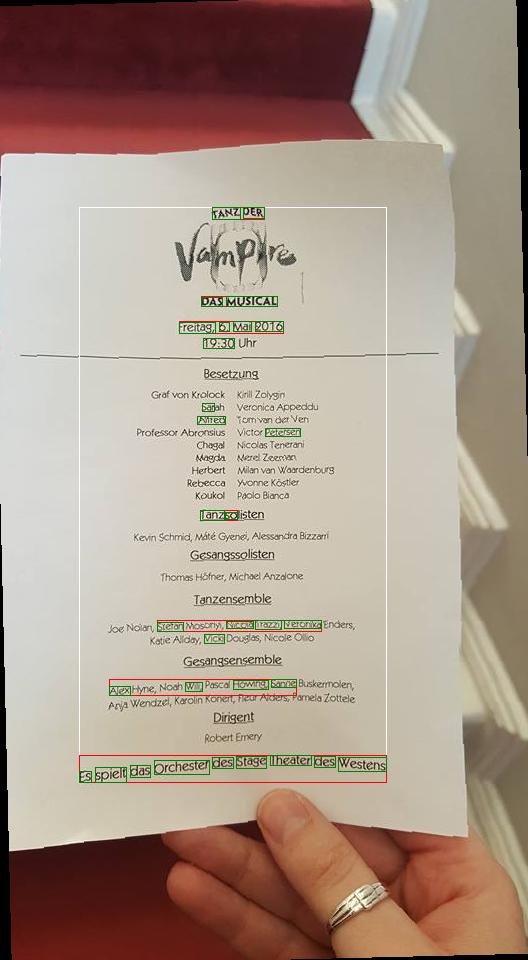 TANZ DER
Vampire
DAS MUSICAL
Freitag, 6. Mai 2016
19:30 Uhr
Besetzung
Graf von Krolock Kirill Zolygin
Sarah Veronica Appeddu
Alfred Tom van der Ven
Professor Abronsius Victor Petersen
Chagal Nicolas Tenerani
Magda Merel Zeeman
Herbert Milan van Waardenburg
Rebecca Yvonne Köstler
Koukol Paolo Bianca
Tanzsolisten
Kevin Schmid, Máté Gyenei, Alessandra Bizzarri
Gesangssolisten
Thomas Höfner, Michael Anzalone
Tanzensemble
Joe Nolan, Stefan Mosonyi, Nicola Trazzi, Veronika Enders,
Katie Allday, Vicki Douglas, Nicole Ollio
Gesangsensemble
Alex Hyne, Noah Wili, Pascal Höwing, Sanne Buskermolen,
Anja Wendzel, Karolin Konert, Fleur Alders, Pamela Zottele
Dirigent
Robert Emery
Es spielt das Orchester des Stage Theater des Westens